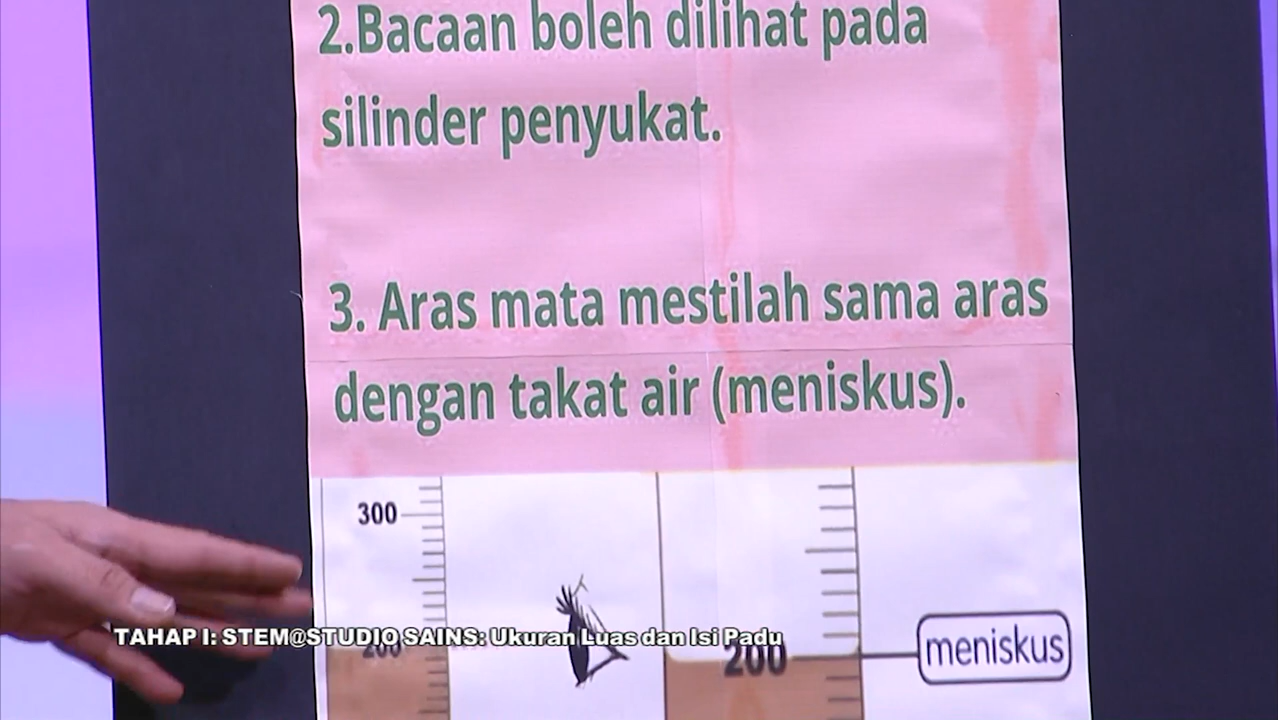 2.Bacaan boleh dilihat pada
silinder penyukat.
3. Aras mata mestilah sama aras
dengan takat air (meniskus).
300
200
200
meniskus
TAHAP I: STEM@STUDIO SAINS: Ukuran Luas dan Isi Padu